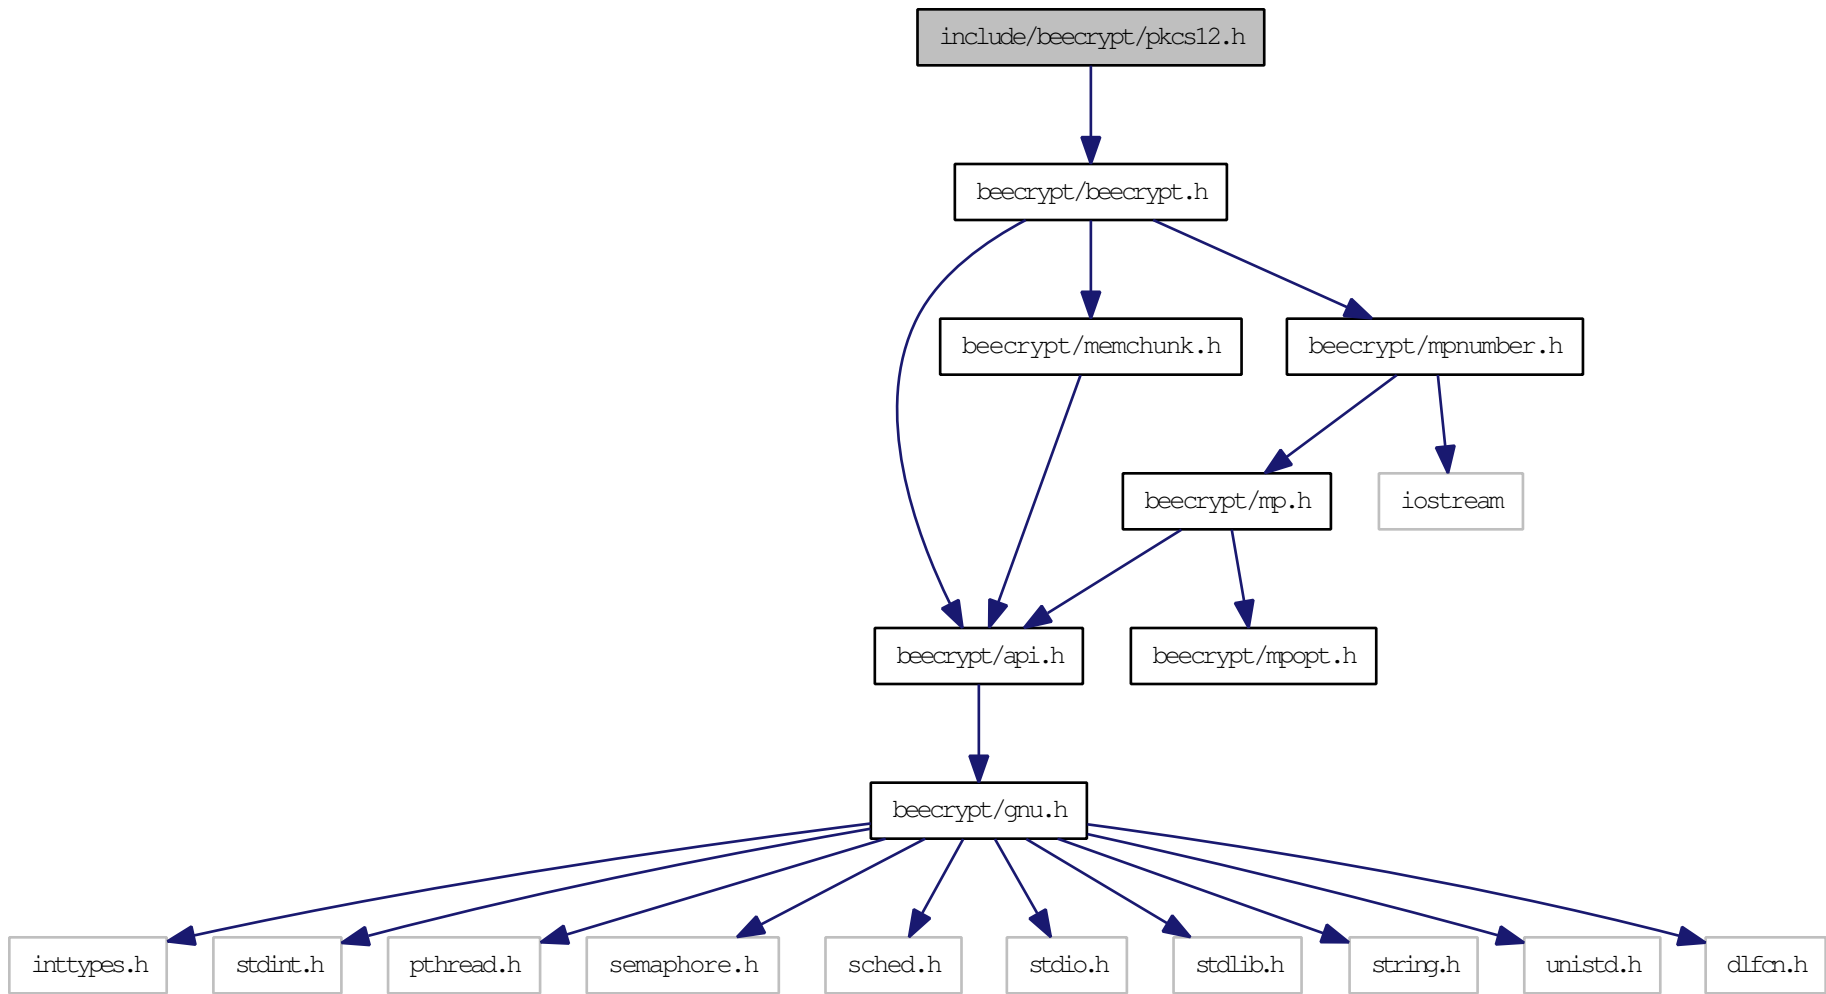 include/beecrypt/pkcs12.h
beecrypt/beecrypt.h
beecrypt/memchunk.h
beecrypt/mpnumber.h
beecrypt/mp.h
iostream
beecrypt/api.h
beecrypt/mpopt.h
beecrypt/gnu.h
inttypes.h
stdint.h
pthread.h
semaphore.h
sched.h
stdio.h
stdlib.h
string.h
unistd.h
dlfcn.h